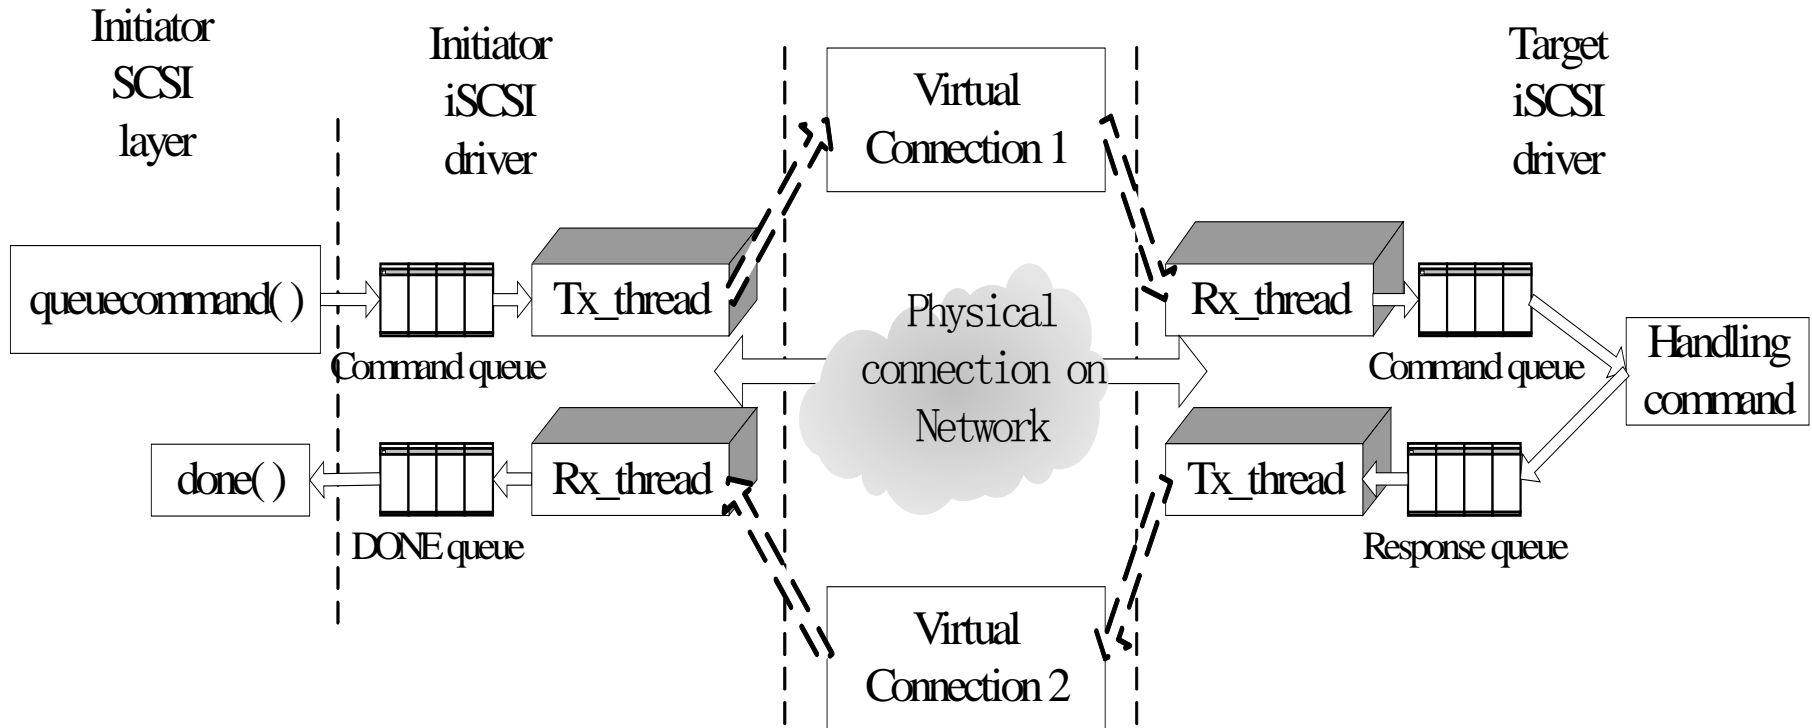 Initiator
SCSI
layer
Initiator
iSCSI
driver
Virtual
Connection 1
Target
iSCSI
driver
queuecommand( )
Command queue
Tx_thread
Physical
connection on
Network
Rx_thread
Command queue
Handling
command
done( )
DONE queue
Rx_thread
Tx_thread
Response queue
Virtual
Connection 2